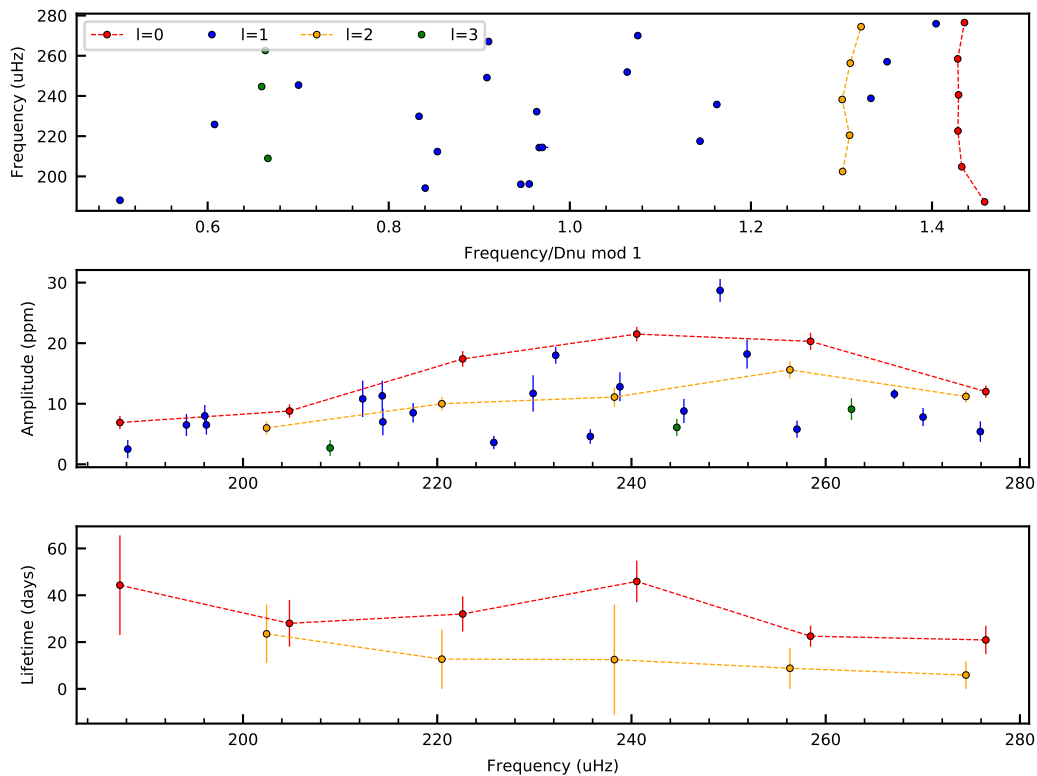 280
260
240
220
200
Frequency (uHz)
l=0 l=1 l=2 l=3
0.6 0.8 1.0 1.2 1.4
Frequency/Dnu mod 1
30
20
10
0
Amplitude (ppm)
200 220 240 260 280
60
40
20
0
Lifetime (days)
200 220 240 260 280
Frequency (uHz)